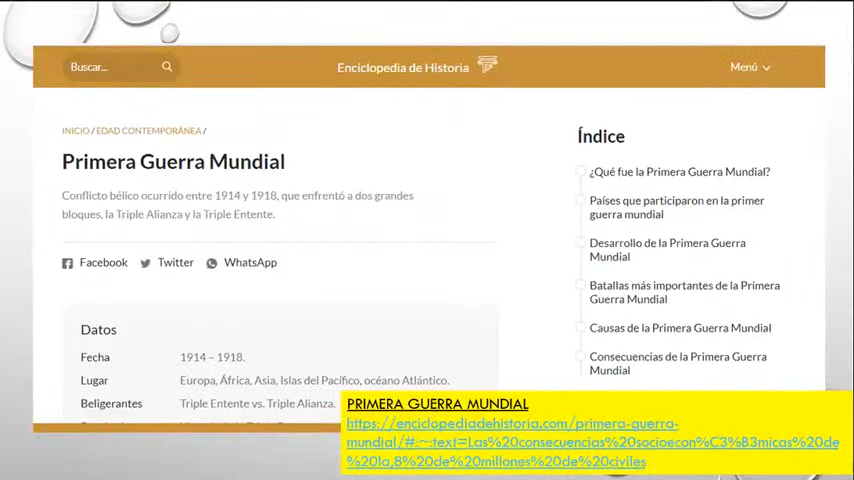 Buscar...
Enciclopedia de Historia
Menú
INICIO / EDAD CONTEMPORÁNEA /
Primera Guerra Mundial
Conflicto bélico ocurrido entre 1914 y 1918, que enfrentó a dos grandes
bloques, la Triple Alianza y la Triple Entente.
Facebook Twitter WhatsApp
Datos
Fecha 1914 – 1918.
Lugar Europa, África, Asia, Islas del Pacífico, océano Atlántico.
Beligerantes Triple Entente vs. Triple Alianza.
Índice
¿Qué fue la Primera Guerra Mundial?
Países que participaron en la primer
guerra mundial
Desarrollo de la Primera Guerra
Mundial
Batallas más importantes de la Primera
Guerra Mundial
Causas de la Primera Guerra Mundial
Consecuencias de la Primera Guerra
Mundial
PRIMERA GUERRA MUNDIAL
https://enciclopediadehistoria.com/primera-guerra-
mundial/#:~:text=Las%20consecuencias%20socioecon%C3%B3micas%20de
%20la,8%20de%20millones%20de%20civiles